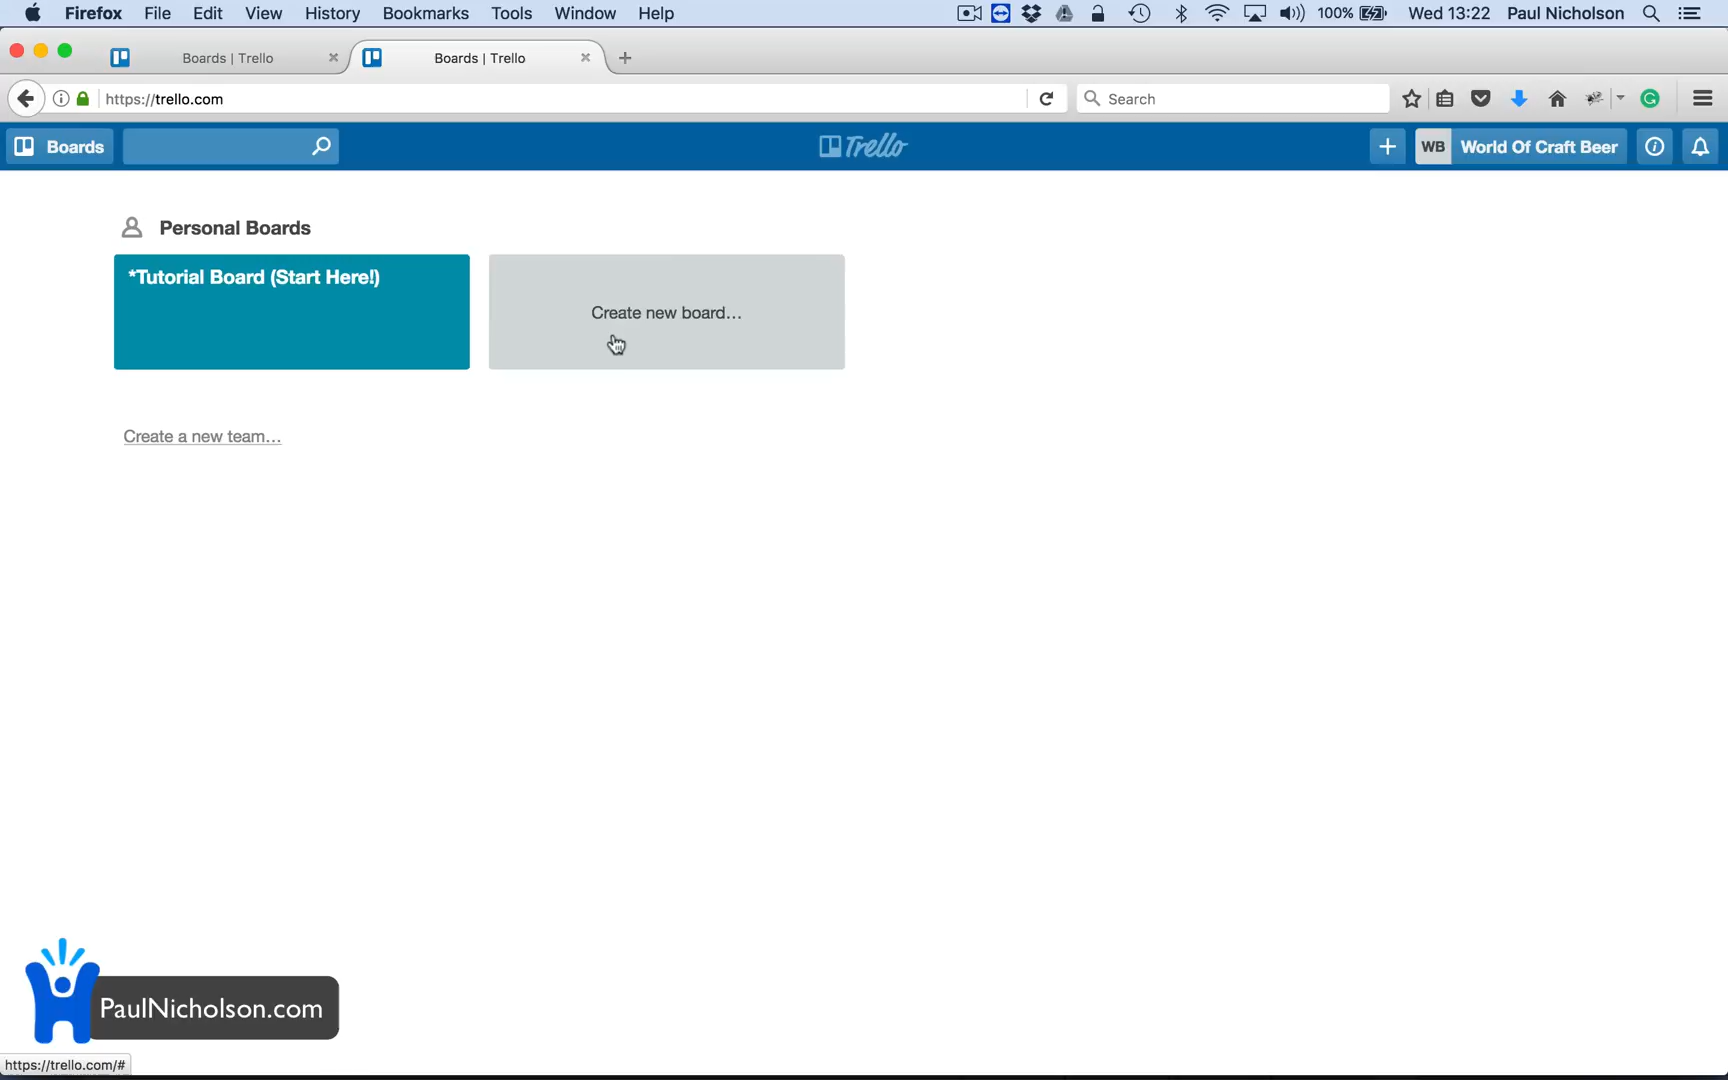 Firefox File Edit View History Bookmarks Tools Window Help 100% Wed 13:22 Paul Nicholson
Boards | Trello Boards | Trello
https://trello.com Search
Boards Trello WB World Of Craft Beer
Personal Boards
*Tutorial Board (Start Here!)
Create new board…
Create a new team…
PaulNicholson.com
https://trello.com/#